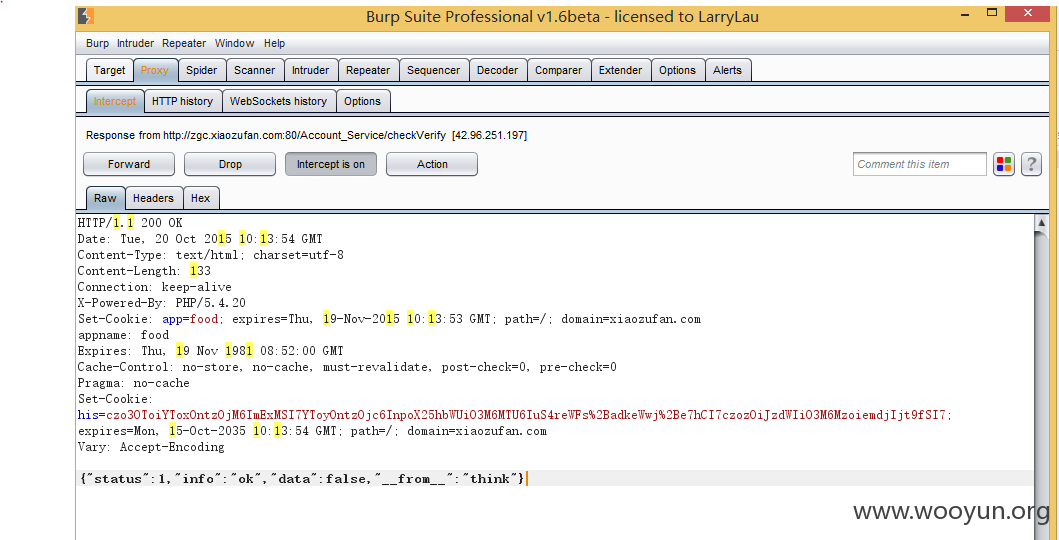 Burp Suite Professional v1.6beta - licensed to LarryLau
Burp Intruder Repeater Window Help
Target Proxy Spider Scanner Intruder Repeater Sequencer Decoder Comparer Extender Options Alerts
Intercept HTTP history WebSockets history Options
Response from http://zgc.xiaozufan.com:80/Account_Service/checkVerify [42.96.251.197]
Forward Drop Intercept is on Action Comment this item ?
Raw Headers Hex
HTTP/1.1 200 OK
Date: Tue, 20 Oct 2015 10:13:54 GMT
Content-Type: text/html; charset=utf-8
Content-Length: 133
Connection: keep-alive
X-Powered-By: PHP/5.4.20
Set-Cookie: app=food; expires=Thu, 19-Nov-2015 10:13:53 GMT; path=/; domain=xiaozufan.com
appname: food
Expires: Thu, 19 Nov 1981 08:52:00 GMT
Cache-Control: no-store, no-cache, must-revalidate, post-check=0, pre-check=0
Pragma: no-cache
Set-Cookie:
his=czo3OToiYToxOntzOjM6ImExMSI7YToyOntzOjc6InpoX25hbWUiO3M6MTU6IuS4reWFs%2BadkeWwj%2Be7hCI7czozOiJzdWIiO3M6MzoiemdjIjt9fSI7;
expires=Mon, 15-Oct-2035 10:13:54 GMT; path=/; domain=xiaozufan.com
Vary: Accept-Encoding
{"status":1,"info":"ok","data":false,"__from__":"think"}
www.wooyun.org